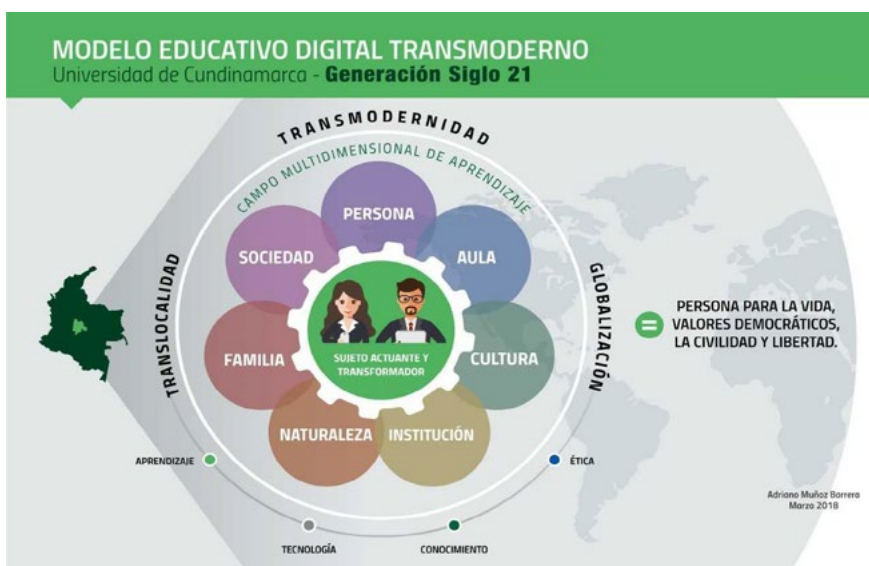 MODELO EDUCATIVO DIGITAL TRANSMODERNO
Universidad de Cundinamarca - Generación Siglo 21
TRANSMODERNIDAD
CAMPO MULTIDIMENSIONAL DE APRENDIZAJE
PERSONA
SOCIEDAD
AULA
TRANSLOCALIDAD
GLOBALIZACIÓN
SUJETO ACTUANTE Y
TRANSFORMADOR
FAMILIA
CULTURA
NATURALEZA
INSTITUCIÓN
=
PERSONA PARA LA VIDA,
VALORES DEMOCRÁTICOS,
LA CIVILIDAD Y LIBERTAD.
APRENDIZAJE
ÉTICA
TECNOLOGÍA
CONOCIMIENTO
Adriano Muñoz Barrera
Marzo 2018